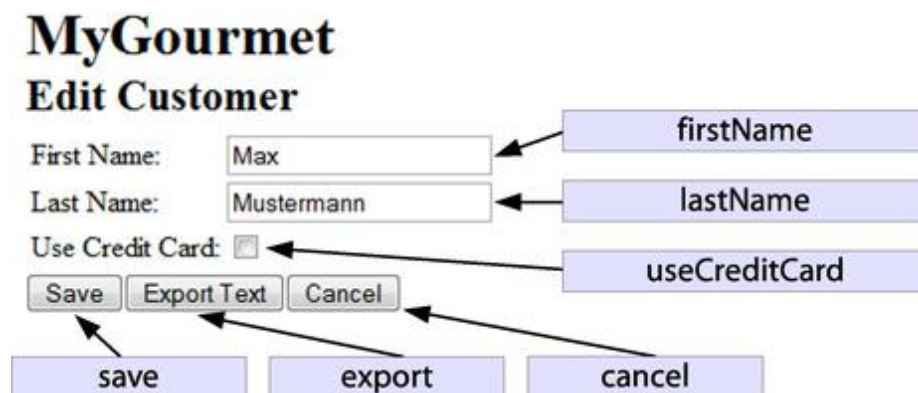 MyGourmet
Edit Customer
First Name: Max firstName
Last Name: Mustermann lastName
Use Credit Card: useCreditCard
Save Export Text Cancel
save export cancel